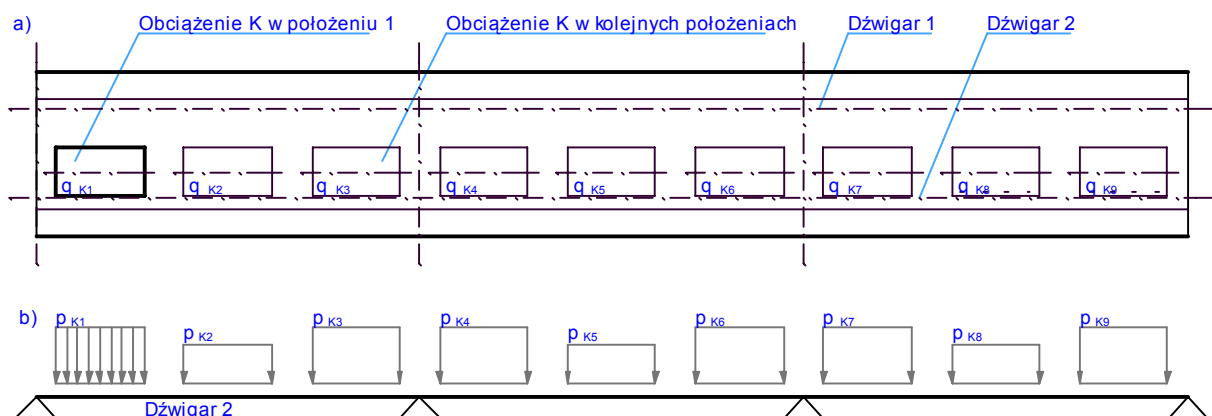 a) Obciążenie K w położeniu 1 Obciążenie K w kolejnych położeniach Dźwigar 1 Dźwigar 2
q K1 q K2 q K3 q K4 q K5 q K6 q K7 q K8 q K9
b) p K1 p K2 p K3 p K4 p K5 p K6 p K7 p K8 p K9
Dźwigar 2